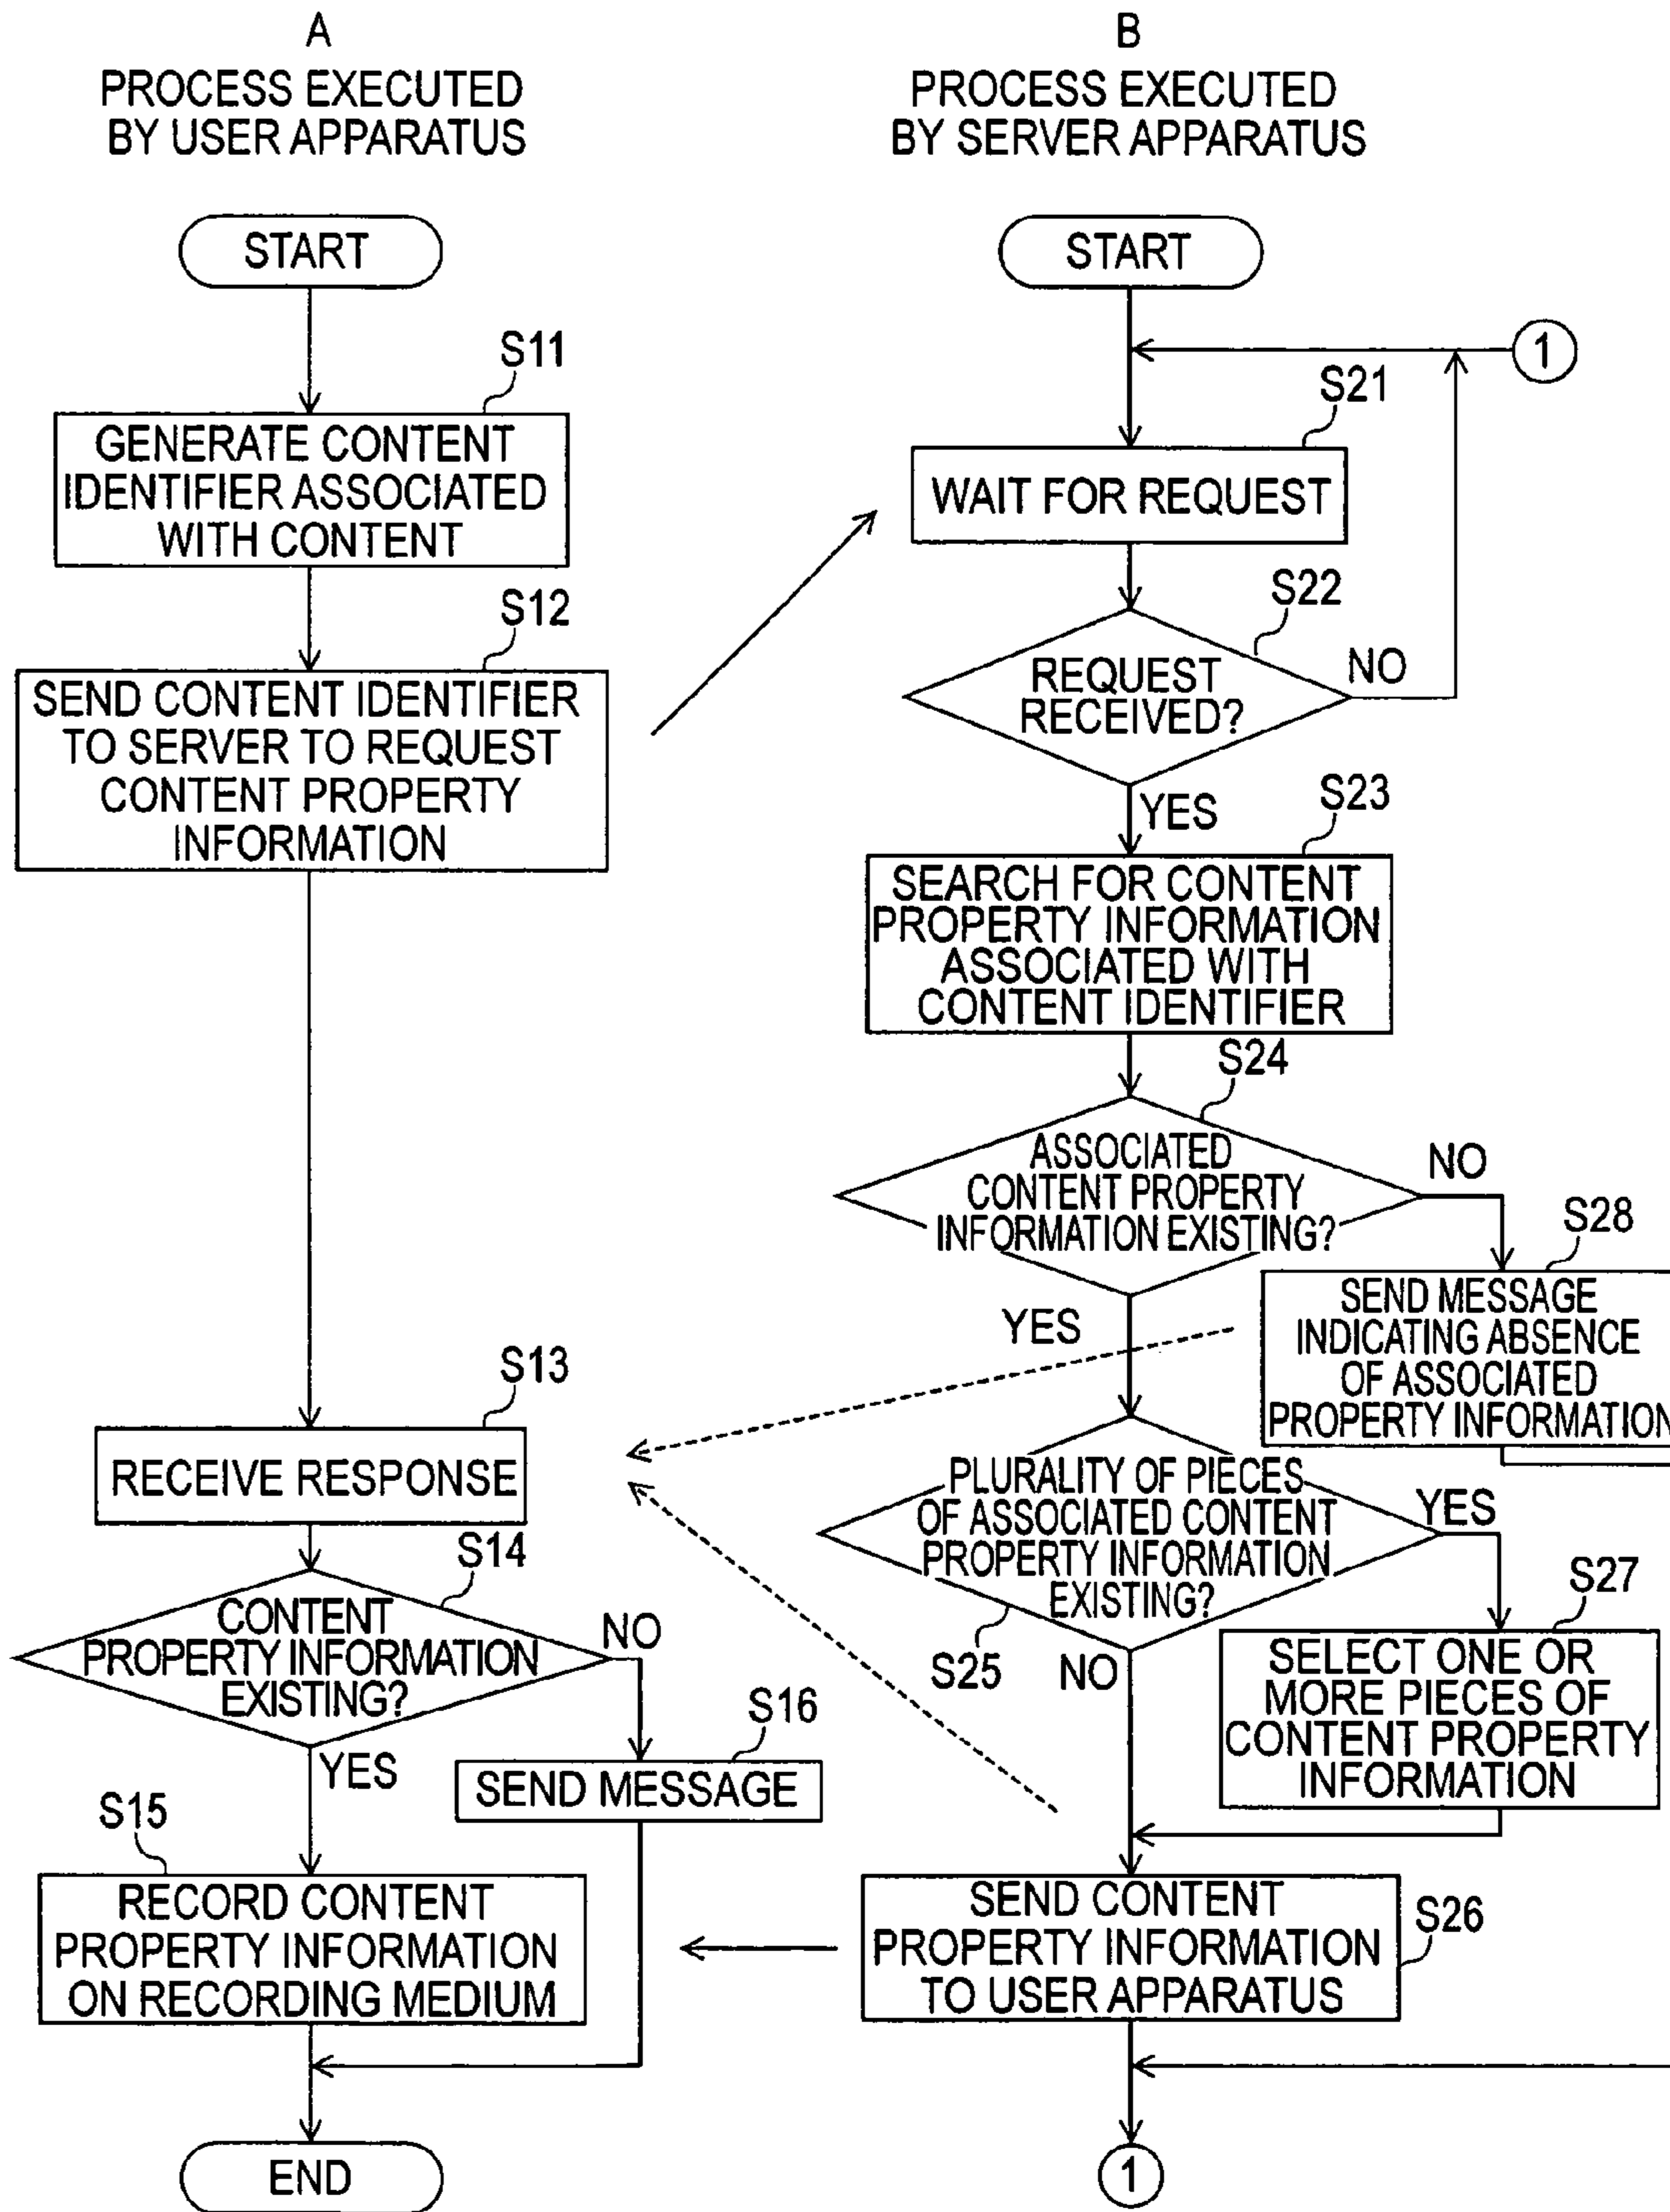 A
PROCESS EXECUTED
BY USER APPARATUS
START
S11
GENERATE CONTENT
IDENTIFIER ASSOCIATED
WITH CONTENT
S12
SEND CONTENT IDENTIFIER
TO SERVER TO REQUEST
CONTENT PROPERTY
INFORMATION
S13
RECEIVE RESPONSE
S14
CONTENT
PROPERTY INFORMATION
EXISTING?
NO
YES
S16
SEND MESSAGE
S15
RECORD CONTENT
PROPERTY INFORMATION
ON RECORDING MEDIUM
END
B
PROCESS EXECUTED
BY SERVER APPARATUS
START
1
S21
WAIT FOR REQUEST
S22
REQUEST
RECEIVED?
NO
YES
S23
SEARCH FOR CONTENT
PROPERTY INFORMATION
ASSOCIATED WITH
CONTENT IDENTIFIER
S24
ASSOCIATED
CONTENT PROPERTY
INFORMATION EXISTING?
NO
YES
S28
SEND MESSAGE
INDICATING ABSENCE
OF ASSOCIATED
PROPERTY INFORMATION
PLURALITY OF PIECES
OF ASSOCIATED CONTENT
PROPERTY INFORMATION
EXISTING?
YES
S25
NO
S27
SELECT ONE OR
MORE PIECES OF
CONTENT PROPERTY
INFORMATION
SEND CONTENT
PROPERTY INFORMATION
TO USER APPARATUS
S26
1